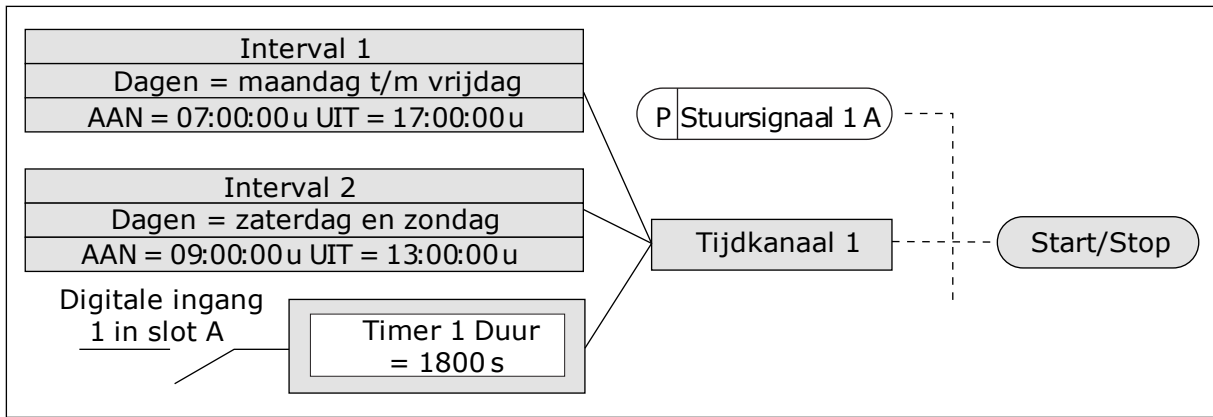 Interval 1
Dagen = maandag t/m vrijdag
AAN = 07:00:00u UIT = 17:00:00u
P Stuursignaal 1 A
Interval 2
Dagen = zaterdag en zondag
AAN = 09:00:00u UIT = 13:00:00u
Tijdkanaal 1
Start/Stop
Digitale ingang
1 in slot A
Timer 1 Duur
= 1800 s